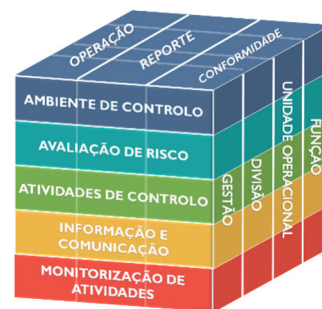 OPERAÇÃO
REPORTE
CONFORMIDADE
AMBIENTE DE CONTROLO
AVALIAÇÃO DE RISCO
ATIVIDADES DE CONTROLO
INFORMAÇÃO E
COMUNICAÇÃO
MONITORIZAÇÃO DE
ATIVIDADES
GESTÃO
DIVISÃO
UNIDADE OPERACIONAL
FUNÇÃO